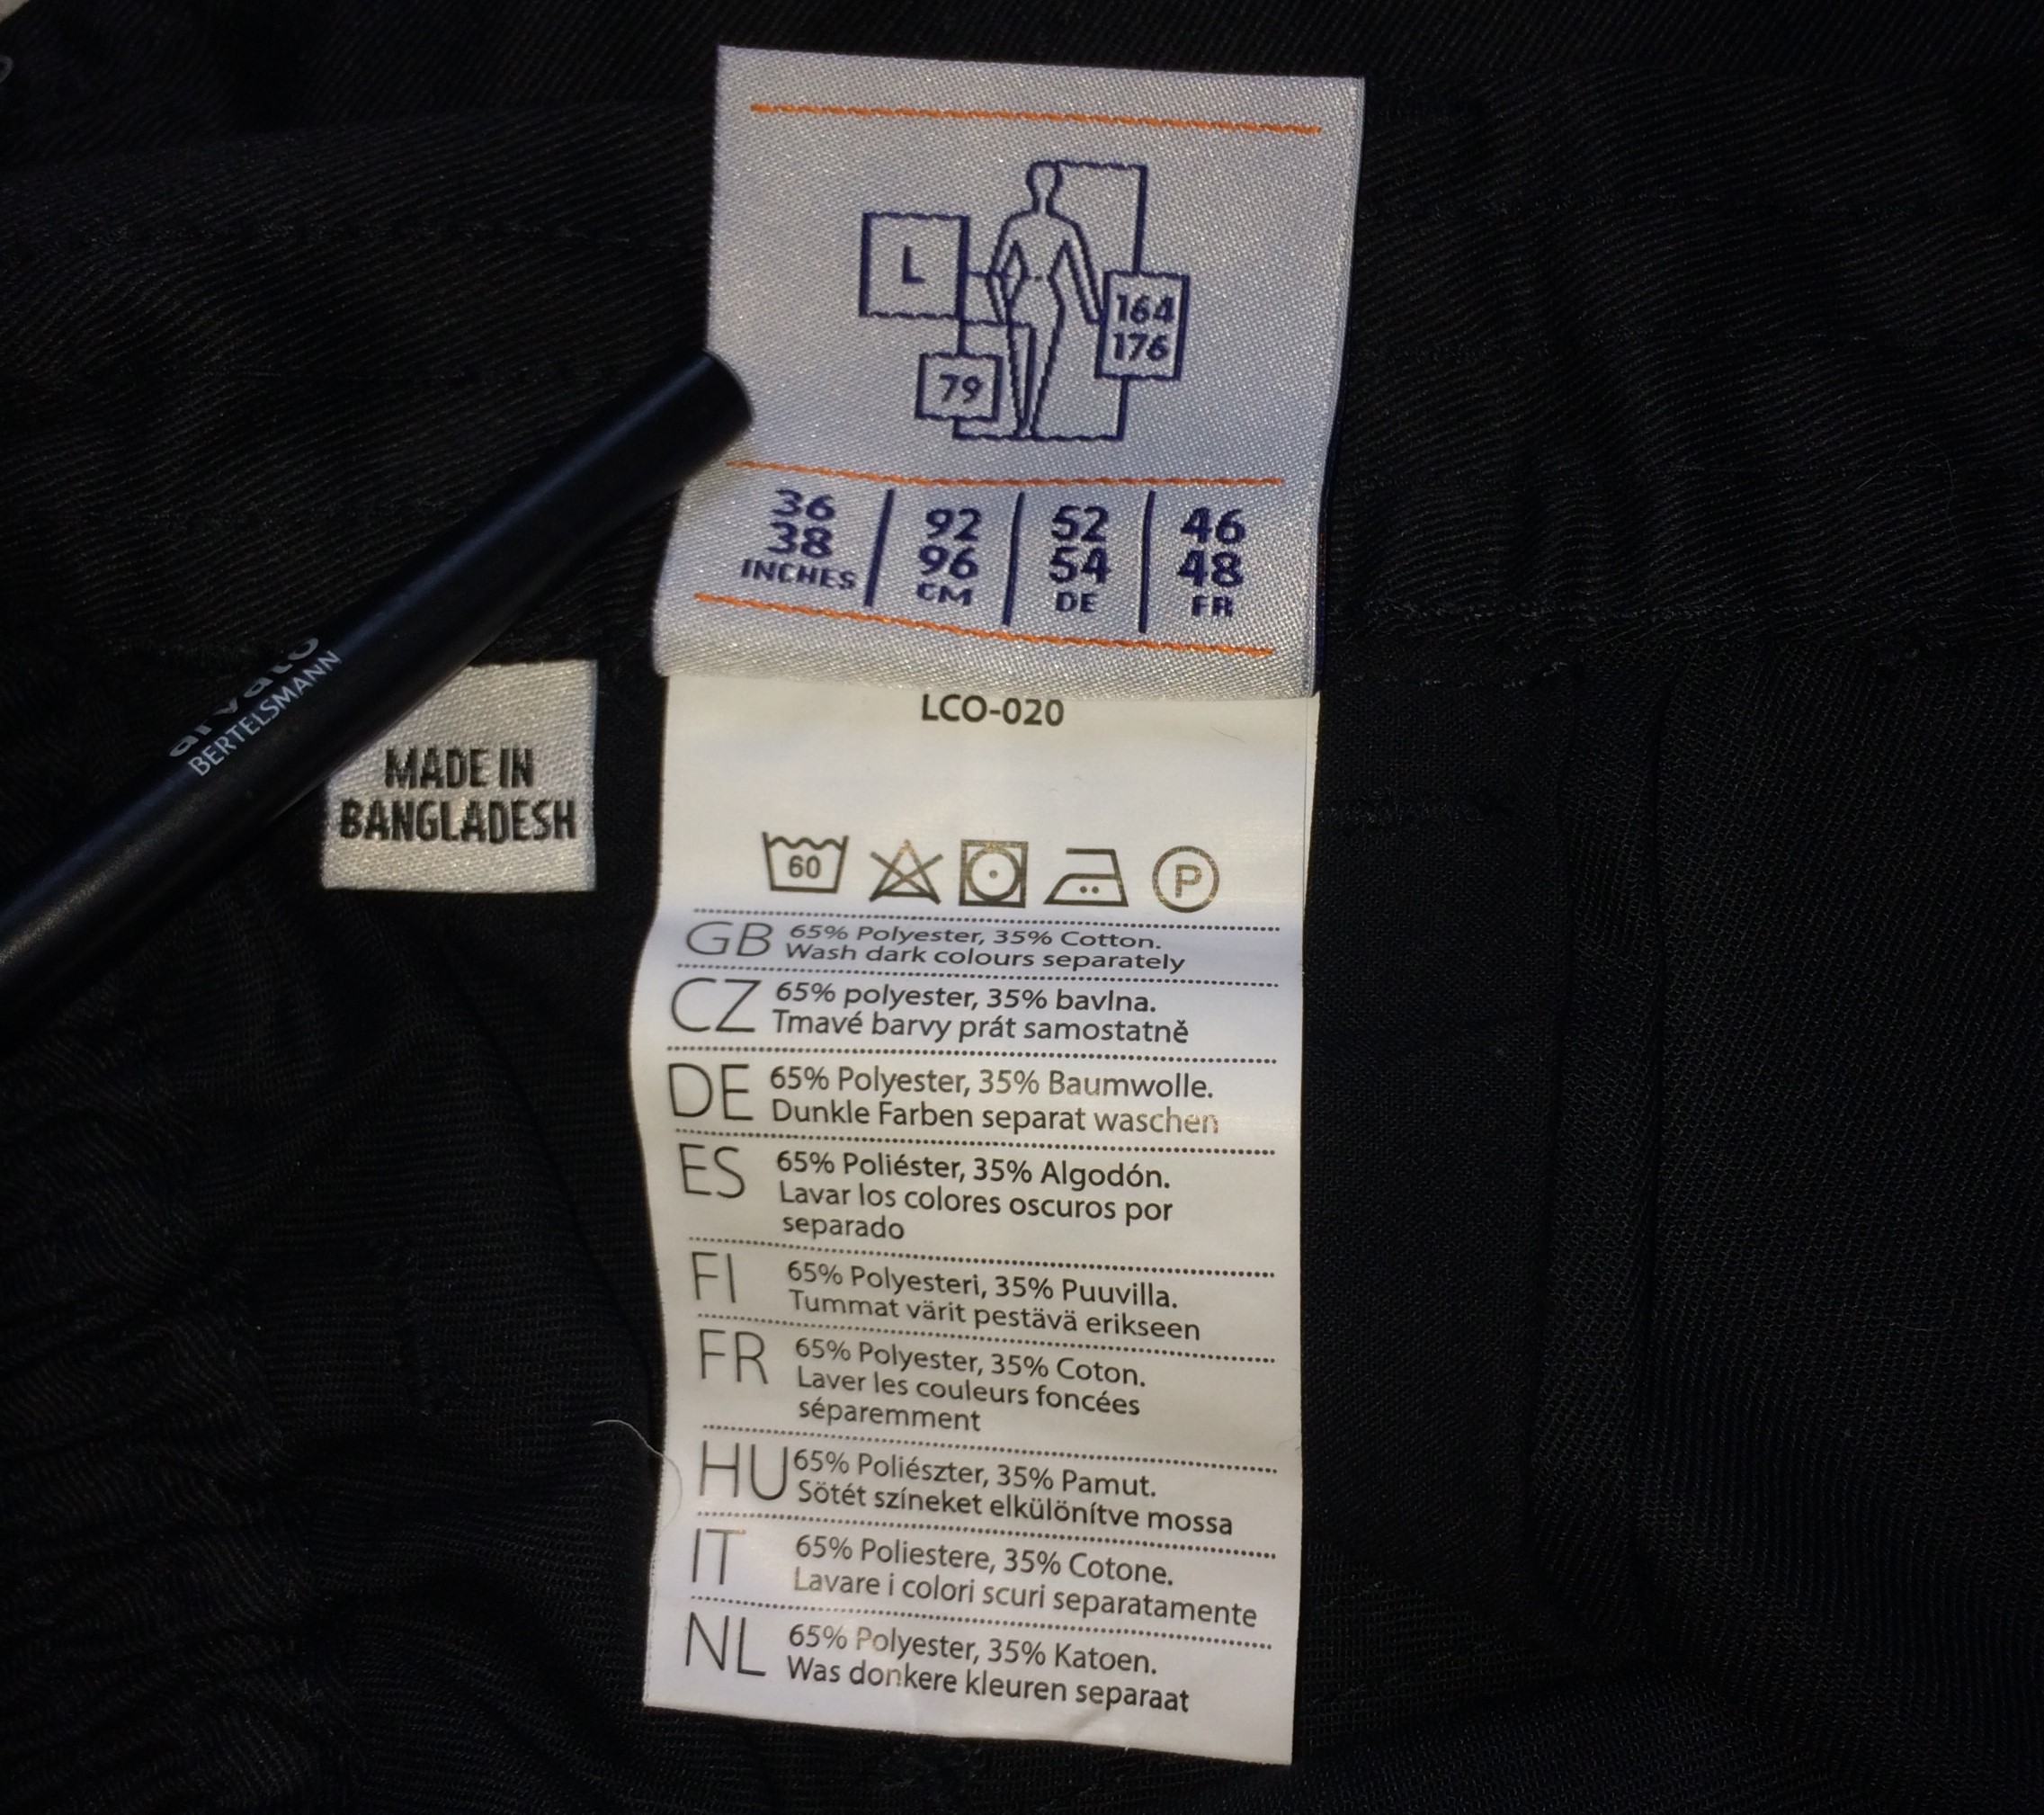 L
164
176
79
36
38
INCHES
92
96
CM
52
54
DE
46
48
FR
arvato
BERTELSMANN
MADE IN
BANGLADESH
LCO-020
60
P
GB 65% Polyester, 35% Cotton.
Wash dark colours separately
CZ 65% polyester, 35% bavlna.
Tmavé barvy prát samostatně
DE 65% Polyester, 35% Baumwolle.
Dunkle Farben separat waschen
ES 65% Poliéster, 35% Algodón.
Lavar los colores oscuros por
separado
FI 65% Polyesteri, 35% Puuvilla.
Tummat värit pestävä erikseen
FR 65% Polyester, 35% Coton.
Laver les couleurs foncées
séparemment
HU 65% Poliészter, 35% Pamut.
Sötét színeket elkülönítve mossa
IT 65% Poliestere, 35% Cotone.
Lavare i colori scuri separatamente
NL 65% Polyester, 35% Katoen.
Was donkere kleuren separaat